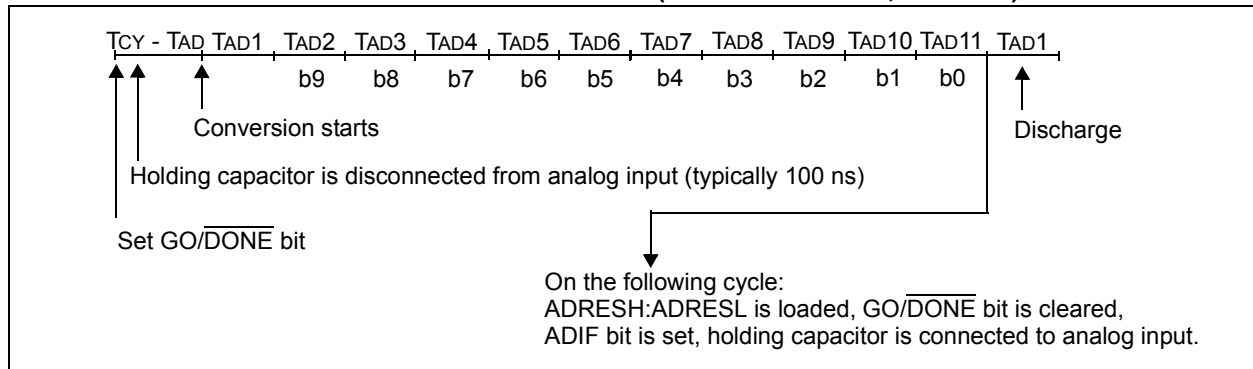 TCY - TAD TAD1 TAD2 TAD3 TAD4 TAD5 TAD6 TAD7 TAD8 TAD9 TAD10 TAD11 TAD1
b9 b8 b7 b6 b5 b4 b3 b2 b1 b0
Conversion starts
Discharge
Holding capacitor is disconnected from analog input (typically 100 ns)
Set GO/DONE bit
On the following cycle:
ADRESH:ADRESL is loaded, GO/DONE bit is cleared,
ADIF bit is set, holding capacitor is connected to analog input.